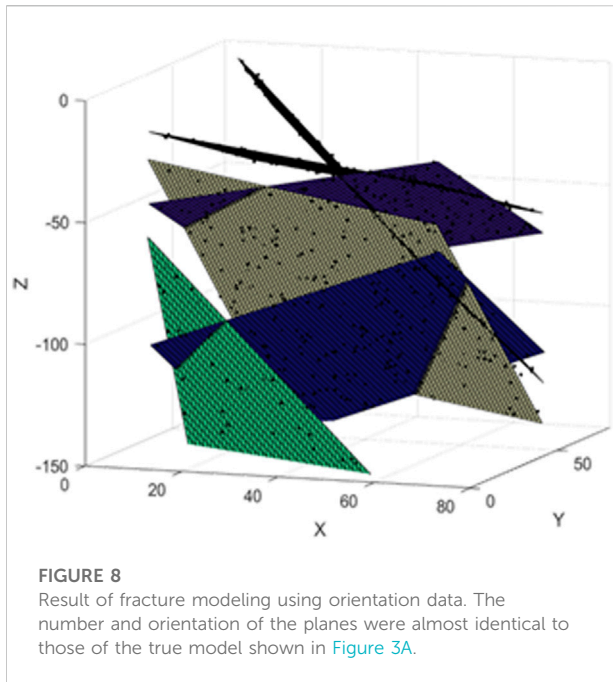 0
-50
Z
-100
-150
0
20
40
60
80
X
0
50
Y
FIGURE 8
Result of fracture modeling using orientation data. The
number and orientation of the planes were almost identical to
those of the true model shown in Figure 3A.